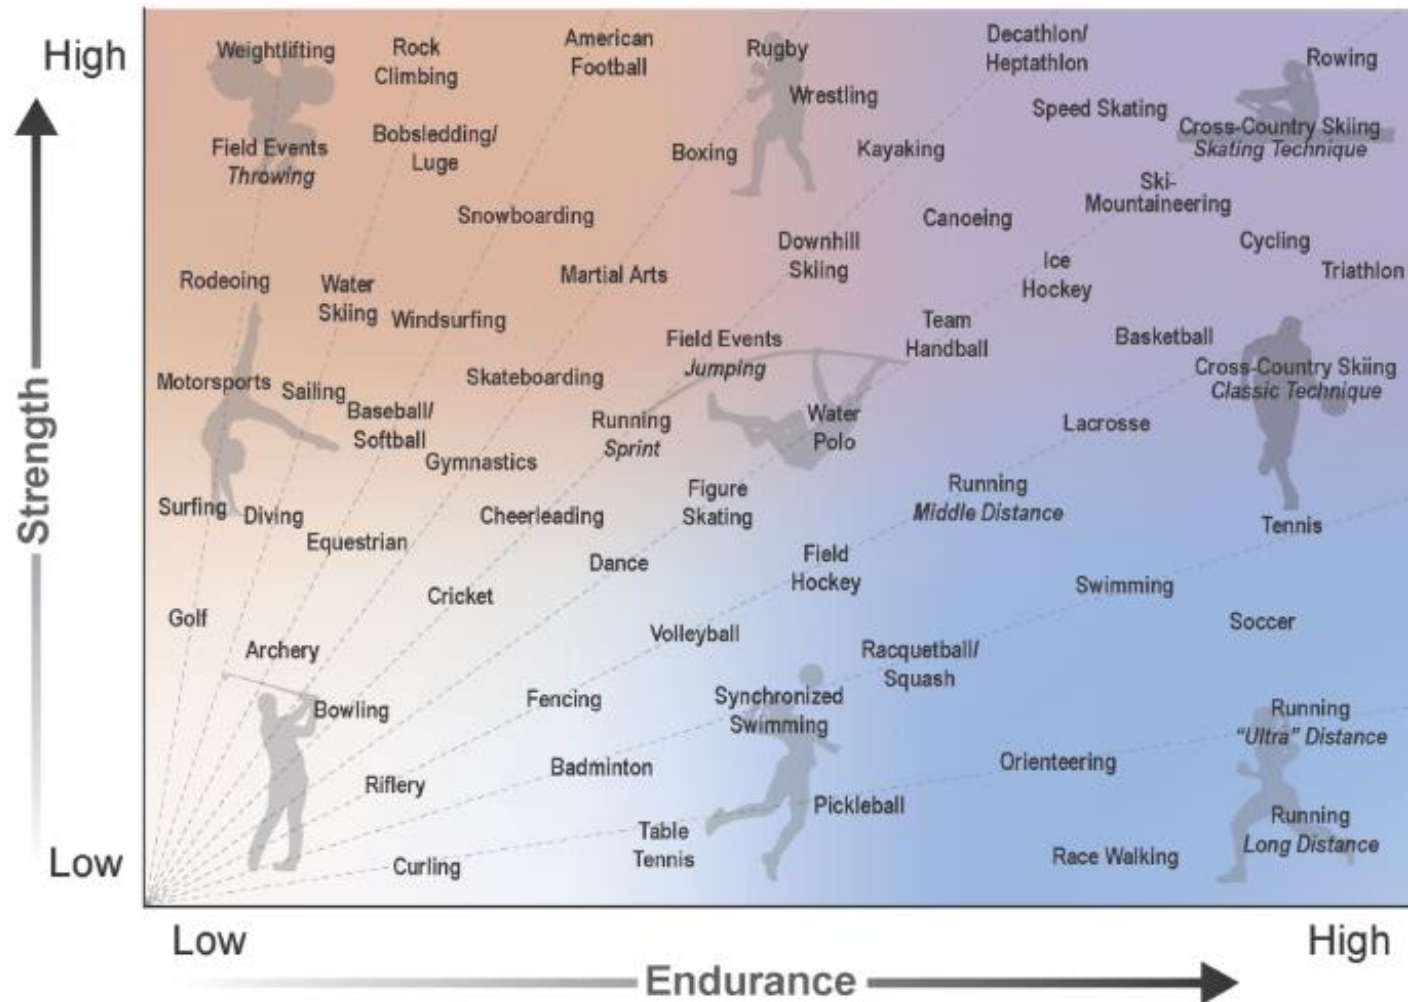 High
Strength
Low
Weightlifting
Rock
Climbing
American
Football
Rugby
Decathlon/
Heptathlon
Rowing
Wrestling
Speed Skating
Cross-Country Skiing
Skating Technique
Field Events
Throwing
Bobsledding/
Luge
Boxing
Kayaking
Ski-
Mountaineering
Snowboarding
Canoeing
Downhill
Skiing
Cycling
Martial Arts
Ice
Hockey
Triathlon
Rodeoing
Water
Skiing
Windsurfing
Team
Handball
Field Events
Jumping
Basketball
Motorsports
Sailing
Skateboarding
Cross-Country Skiing
Classic Technique
Baseball/
Softball
Running
Sprint
Water
Polo
Lacrosse
Gymnastics
Figure
Skating
Running
Middle Distance
Surfing
Diving
Cheerleading
Tennis
Equestrian
Dance
Field
Hockey
Swimming
Cricket
Golf
Volleyball
Soccer
Archery
Racquetball/
Squash
Bowling
Fencing
Synchronized
Swimming
Running
"Ultra" Distance
Riflery
Badminton
Orienteering
Pickleball
Table
Tennis
Running
Long Distance
Curling
Race Walking
Low
High
Endurance